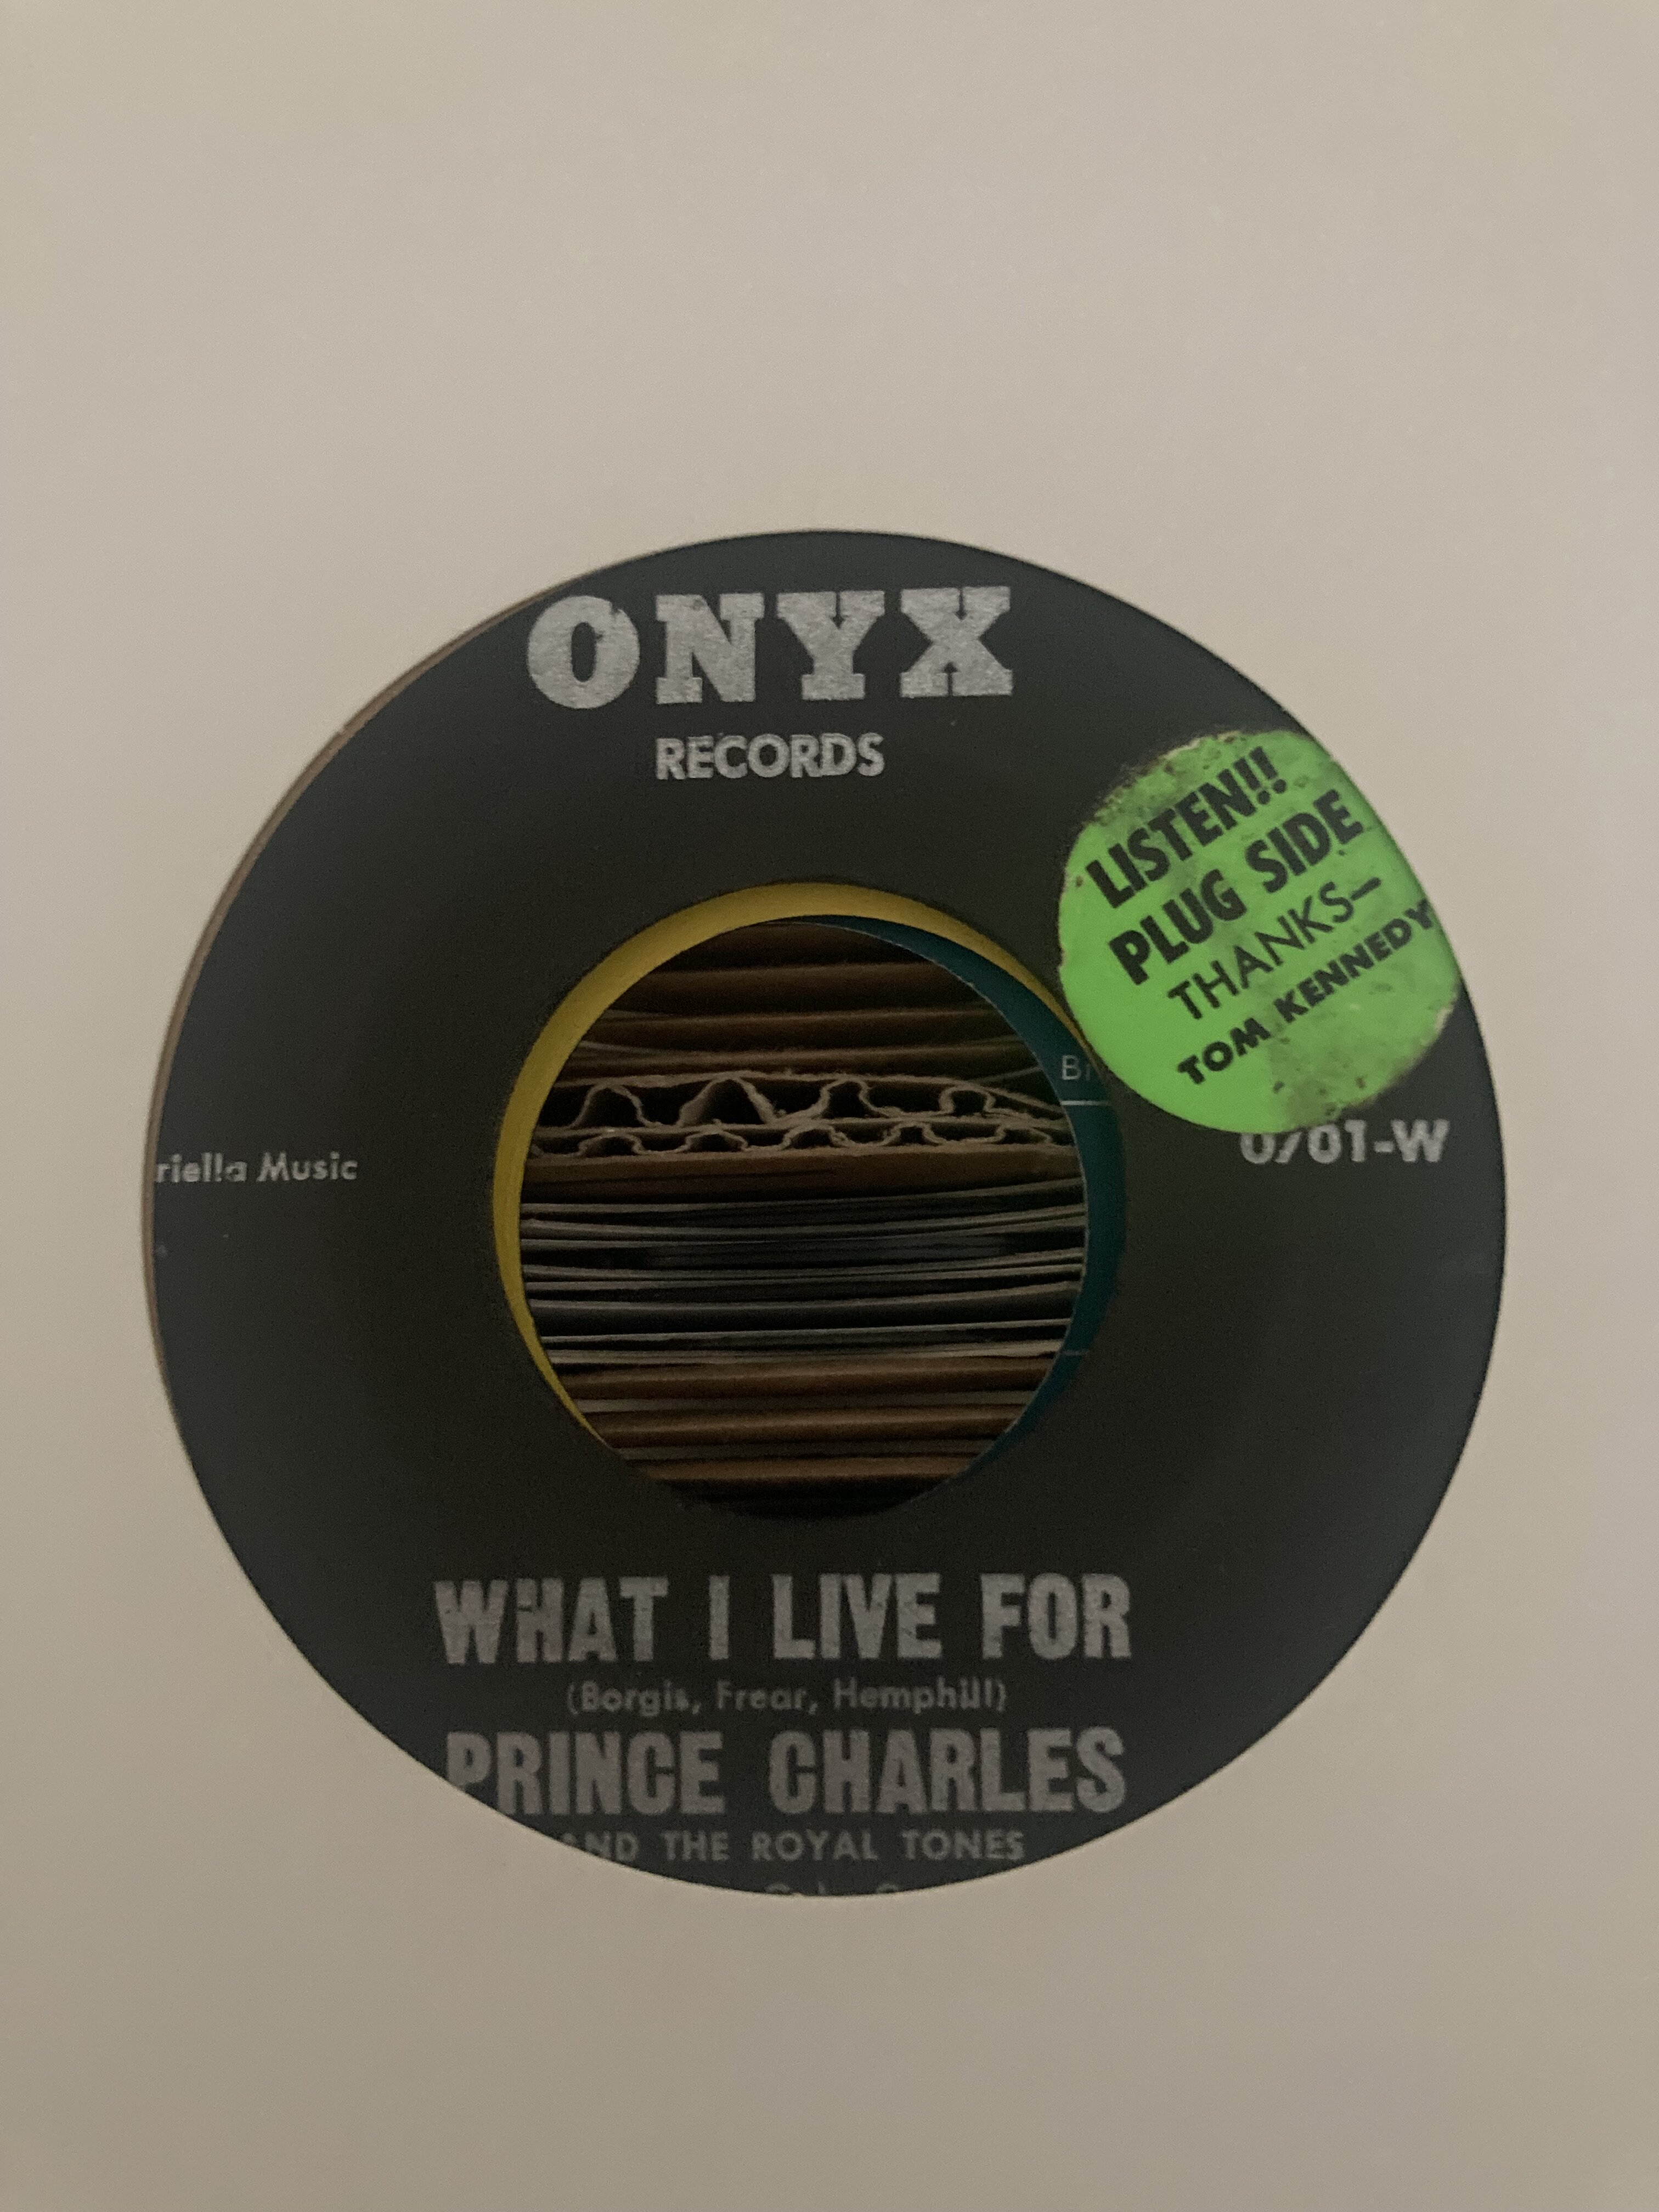 ONYX
RECORDS
LISTEN!!
PLUG SIDE
THANKS—
TOM KENNEDY
riella Music
0701-W
WHAT I LIVE FOR
(Borgis, Frear, Hemphill)
PRINCE CHARLES
AND THE ROYAL TONES